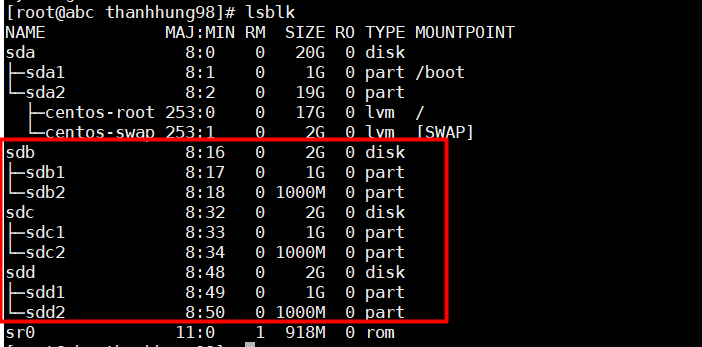 [root@abc thanhhung98]# lsblk
NAME            MAJ:MIN RM  SIZE RO TYPE MOUNTPOINT
sda               8:0    0   20G  0 disk
├─sda1            8:1    0    1G  0 part /boot
└─sda2            8:2    0   19G  0 part
  ├─centos-root 253:0    0   17G  0 lvm  /
  └─centos-swap 253:1    0    2G  0 lvm  [SWAP]
sdb               8:16   0    2G  0 disk
├─sdb1            8:17   0    1G  0 part
└─sdb2            8:18   0 1000M  0 part
sdc               8:32   0    2G  0 disk
├─sdc1            8:33   0    1G  0 part
└─sdc2            8:34   0 1000M  0 part
sdd               8:48   0    2G  0 disk
├─sdd1            8:49   0    1G  0 part
└─sdd2            8:50   0 1000M  0 part
sr0              11:0    1  918M  0 rom